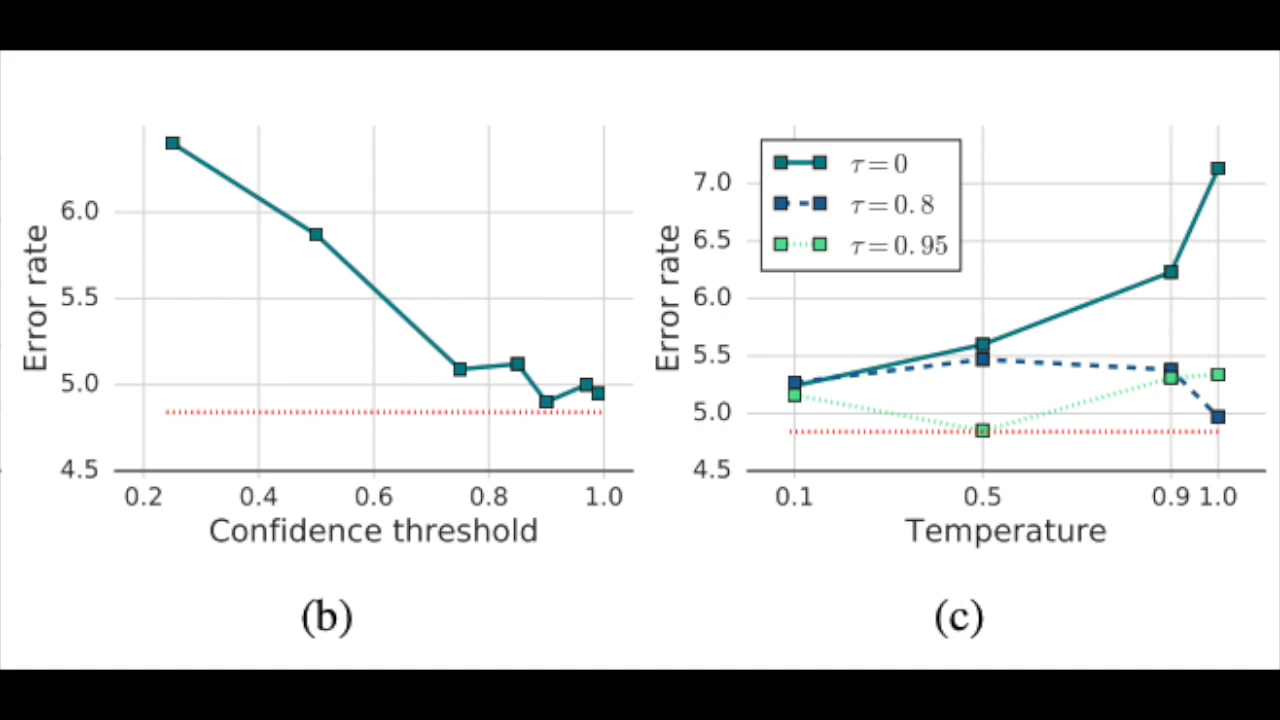 Error rate
6.0
5.5
5.0
4.5
0.2 0.4 0.6 0.8 1.0
Confidence threshold
(b)
Error rate
7.0
6.5
6.0
5.5
5.0
4.5
τ = 0
τ = 0.8
τ = 0.95
0.1 0.5 0.9 1.0
Temperature
(c)